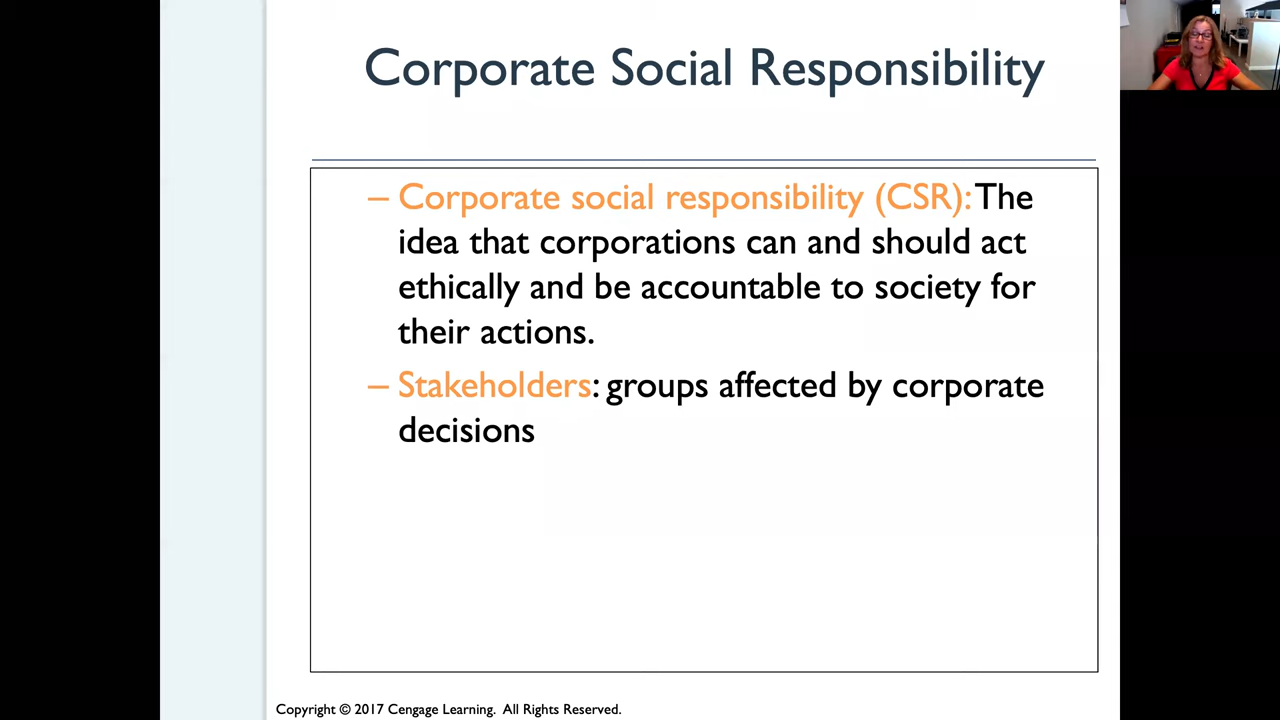 Corporate Social Responsibility
– Corporate social responsibility (CSR): The
idea that corporations can and should act
ethically and be accountable to society for
their actions.
– Stakeholders: groups affected by corporate
decisions
Copyright © 2017 Cengage Learning. All Rights Reserved.